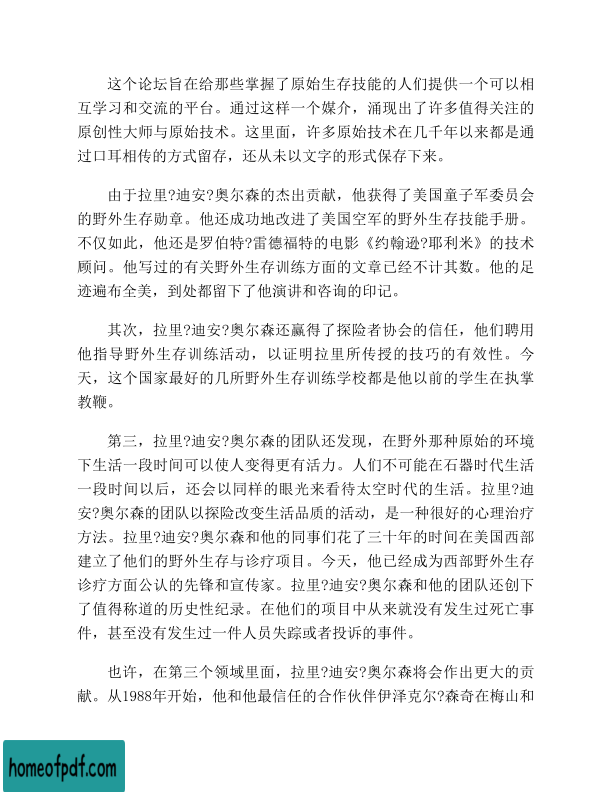 这个论坛旨在给那些掌握了原始生存技能的人们提供一个可以相
互学习和交流的平台。通过这样一个媒介，涌现出了许多值得关注的
原创性大师与原始技术。这里面，许多原始技术在几千年以来都是通
过口耳相传的方式留存，还从未以文字的形式保存下来。
由于拉里?迪安?奥尔森的杰出贡献，他获得了美国童子军委员会
的野外生存勋章。他还成功地改进了美国空军的野外生存技能手册。
不仅如此，他还是罗伯特?雷德福特的电影《约翰逊?耶利米》的技术
顾问。他写过的有关野外生存训练方面的文章已经不计其数。他的足
迹遍布全美，到处都留下了他演讲和咨询的印记。
其次，拉里?迪安?奥尔森还赢得了探险者协会的信任，他们聘用
他指导野外生存训练活动，以证明拉里所传授的技巧的有效性。今
天，这个国家最好的几所野外生存训练学校都是他以前的学生在执掌
教鞭。
第三，拉里?迪安?奥尔森的团队还发现，在野外那种原始的环境
下生活一段时间可以使人变得更有活力。人们不可能在石器时代生活
一段时间以后，还会以同样的眼光来看待太空时代的生活。拉里?迪
安?奥尔森的团队以探险改变生活品质的活动，是一种很好的心理治疗
方法。拉里?迪安?奥尔森和他的同事们花了三十年的时间在美国西部
建立了他们的野外生存与诊疗项目。今天，他已经成为西部野外生存
诊疗方面公认的先锋和宣传家。拉里?迪安?奥尔森和他的团队还创下
了值得称道的历史性纪录。在他们的项目中从来就没有发生过死亡事
件，甚至没有发生过一件人员失踪或者投诉的事件。
也许，在第三个领域里面，拉里?迪安?奥尔森将会作出更大的贡
献。从1988年开始，他和他最信任的合作伙伴伊泽克尔?森奇在梅山和
homeofpdf.com